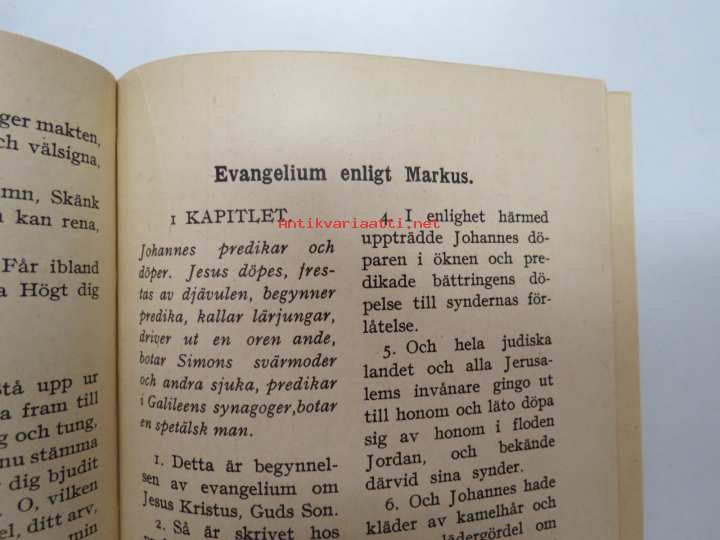 ger makten,
ch välsigna,
mn, Skänk
n kan rena,
Får ibland
a Högt dig
stå upp ur
a fram till
g och tung,
nu stämma
dig bjudit
O, vilken
el, ditt arv,
min
Evangelium enligt Markus.
1 KAPITLET
Johannes predikar och
döper. Jesus döpes, fres-
tas av djävulen, begynner
predika, kallar lärjungar,
driver ut en oren ande,
botar Simons svärmoder
och andra sjuka, predikar
i Galileens synagoger, botar
en spetälsk man.
1. Detta är begynnel-
sen av evangelium om
Jesus Kristus, Guds Son.
2. Så är skrivet hos
4. I enlighet härmed
uppträdde Johannes dö-
paren i öknen och pre-
dikade bättringens dö-
pelse till syndernas för-
låtelse.
5. Och hela judiska
landet och alla Jerusa-
lems invånare gingo ut
till honom och läto döpa
sig av honom i floden
Jordan, och bekände
därvid sina synder.
6. Och Johannes hade
kläder av kamelhår och
lädergördel om
Antikvariaatti.net